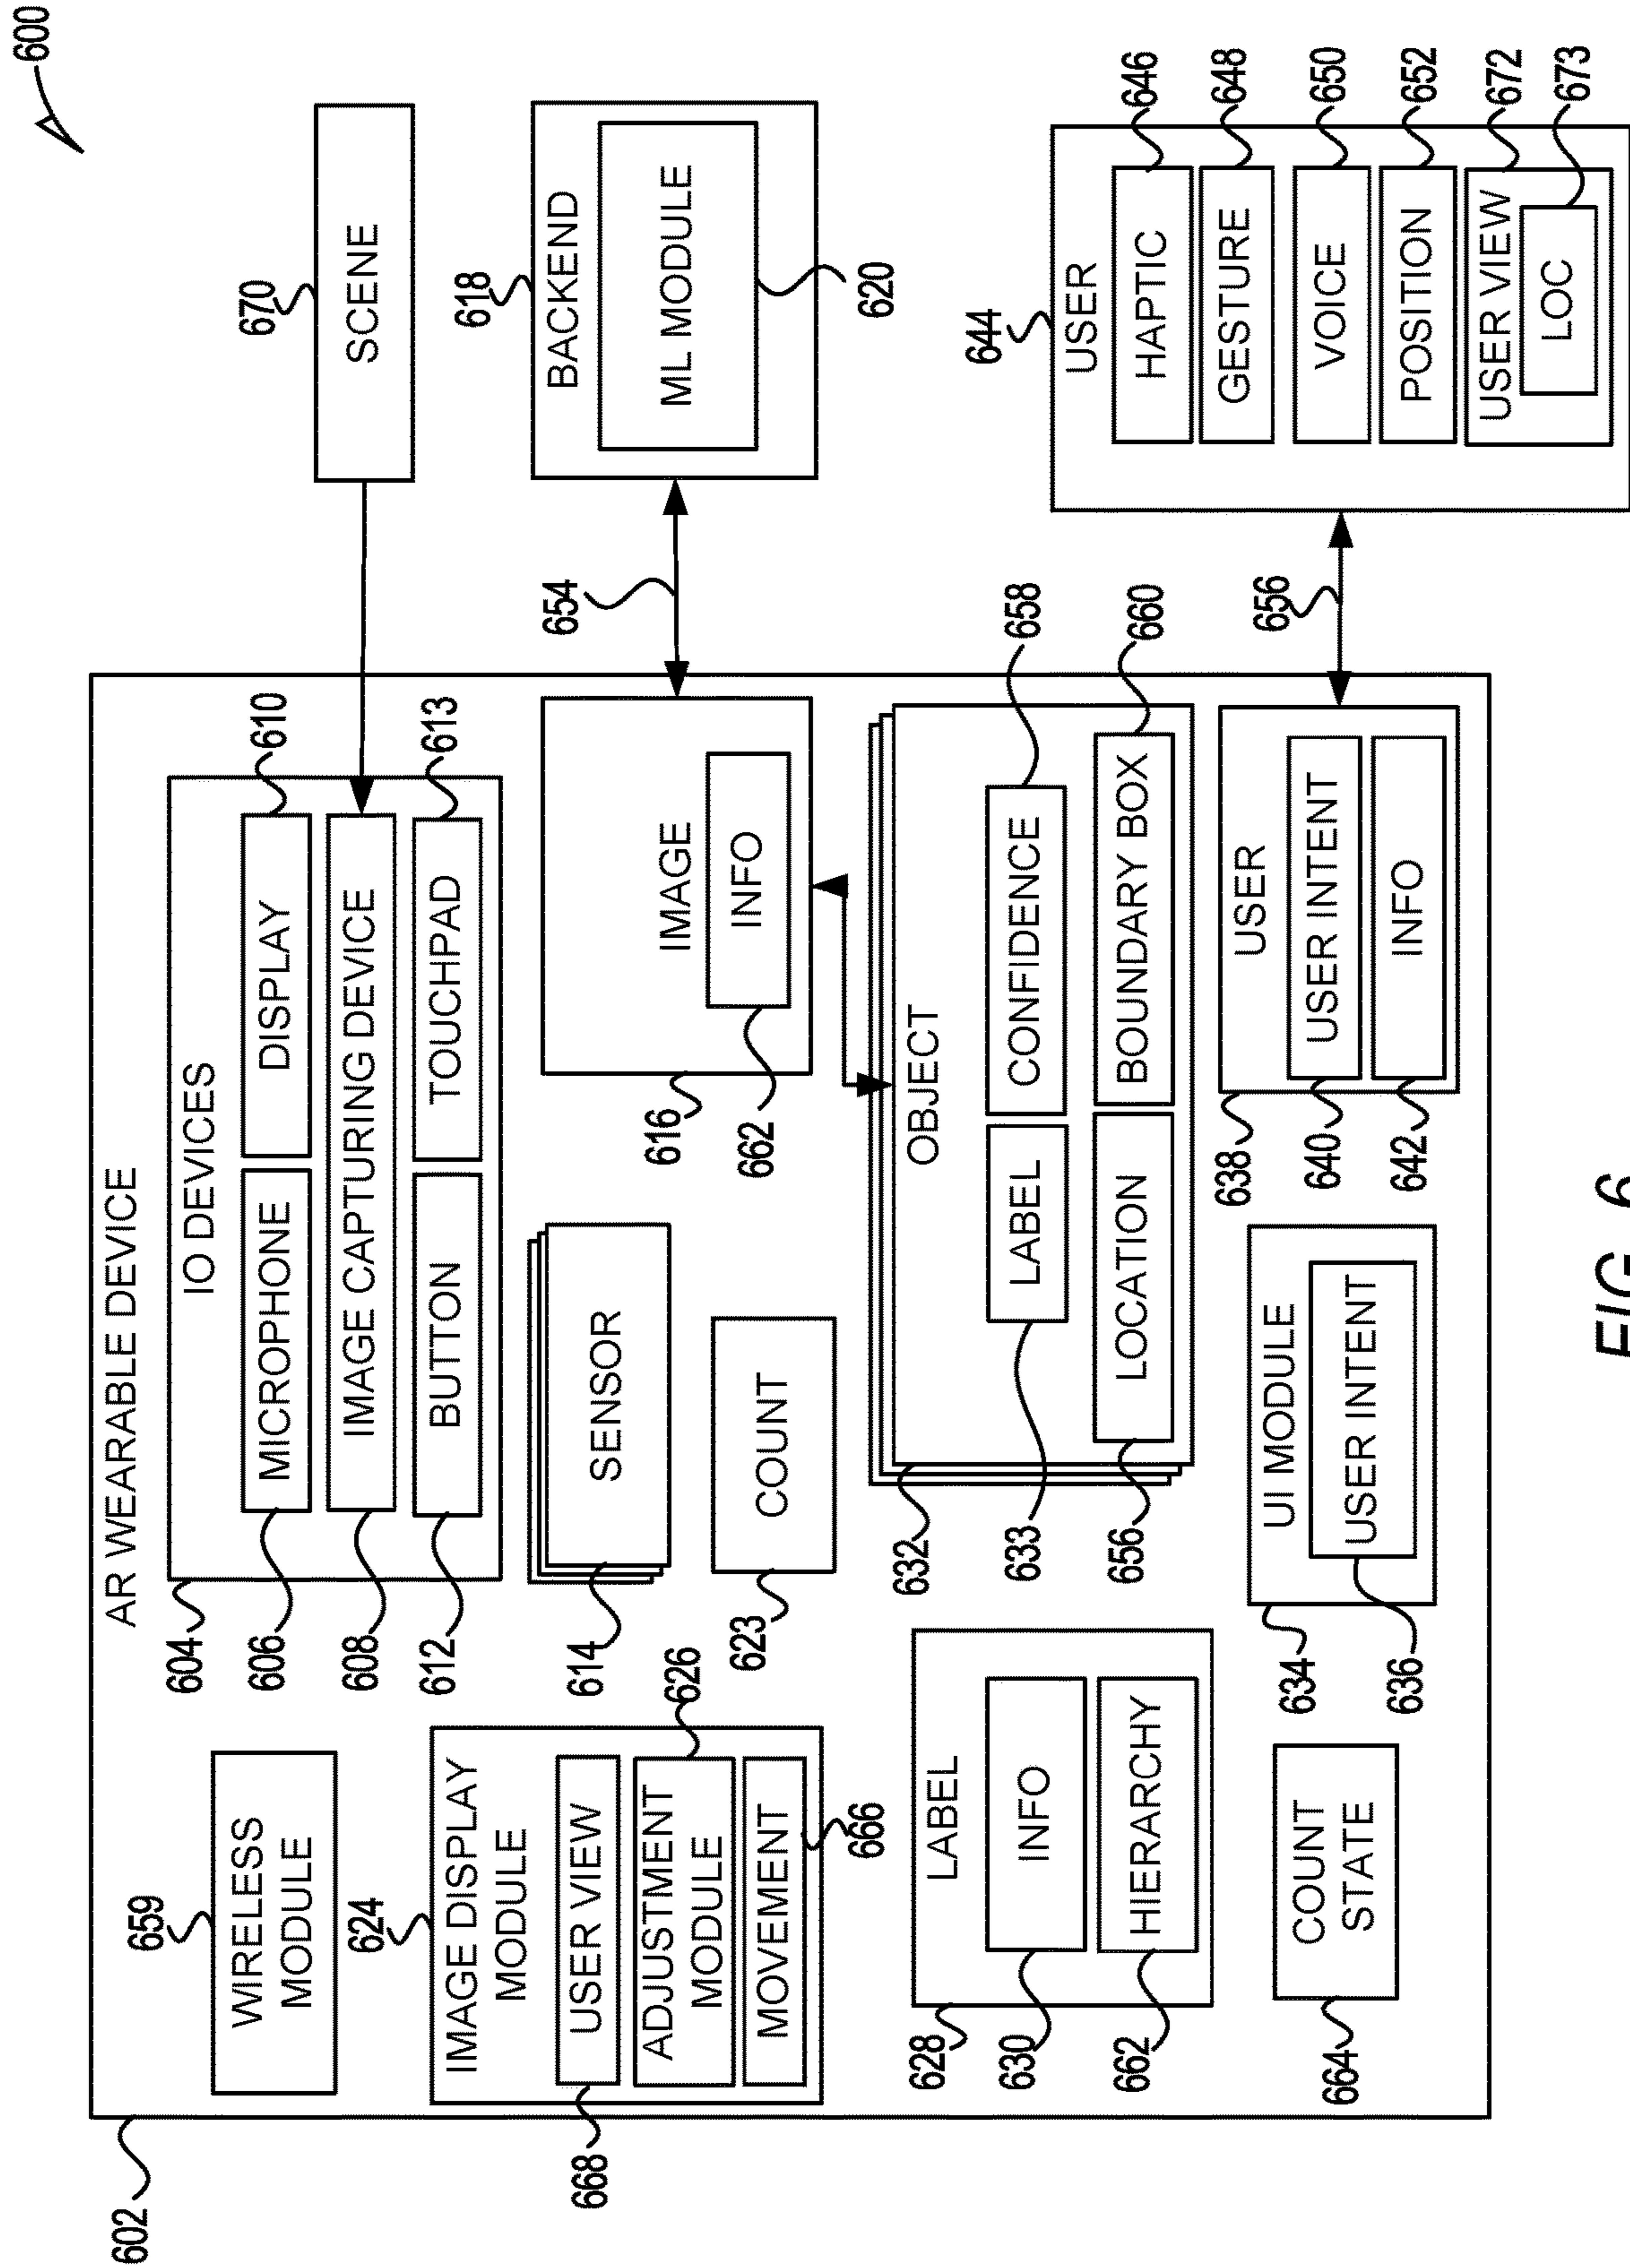 600
AR WEARABLE DEVICE
602
659
WIRELESS
MODULE
604
IO DEVICES
606
MICROPHONE
DISPLAY
610
608
IMAGE CAPTURING DEVICE
612
BUTTON
TOUCHPAD
613
670
SCENE
624
IMAGE DISPLAY
MODULE
668
USER VIEW
626
ADJUSTMENT
MODULE
MOVEMENT
666
614
SENSOR
623
COUNT
616
IMAGE
662
INFO
654
618
BACKEND
ML MODULE
620
628
LABEL
630
INFO
662
HIERARCHY
632
OBJECT
633
LABEL
CONFIDENCE
658
656
LOCATION
BOUNDARY BOX
660
664
COUNT
STATE
634
UI MODULE
636
USER INTENT
638
USER
640
USER INTENT
642
INFO
656
644
USER
HAPTIC
646
GESTURE
648
VOICE
650
POSITION
652
USER VIEW
672
LOC
673
FIG. 6